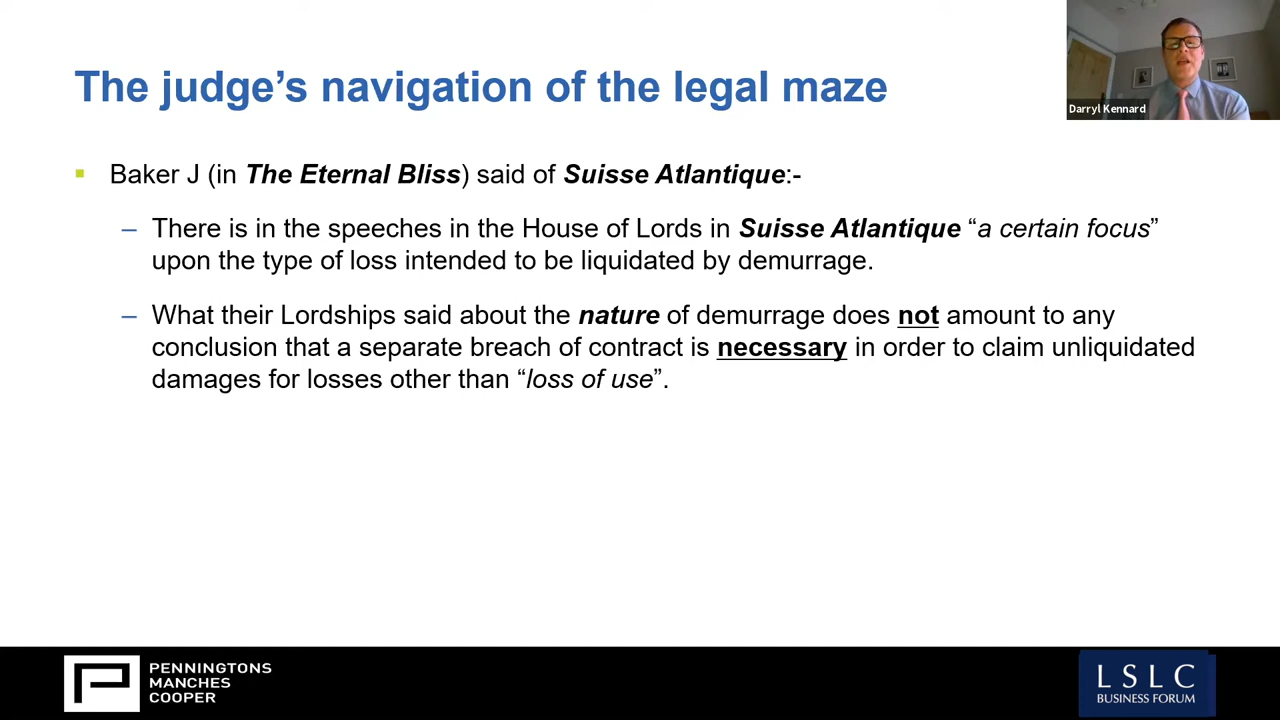 The judge’s navigation of the legal maze
Darryl Kennard
Baker J (in The Eternal Bliss) said of Suisse Atlantique:-
– There is in the speeches in the House of Lords in Suisse Atlantique “a certain focus”
upon the type of loss intended to be liquidated by demurrage.
– What their Lordships said about the nature of demurrage does not amount to any
conclusion that a separate breach of contract is necessary in order to claim unliquidated
damages for losses other than “loss of use”.
PENNINGTONS
MANCHES
COOPER
LSLC
BUSINESS FORUM